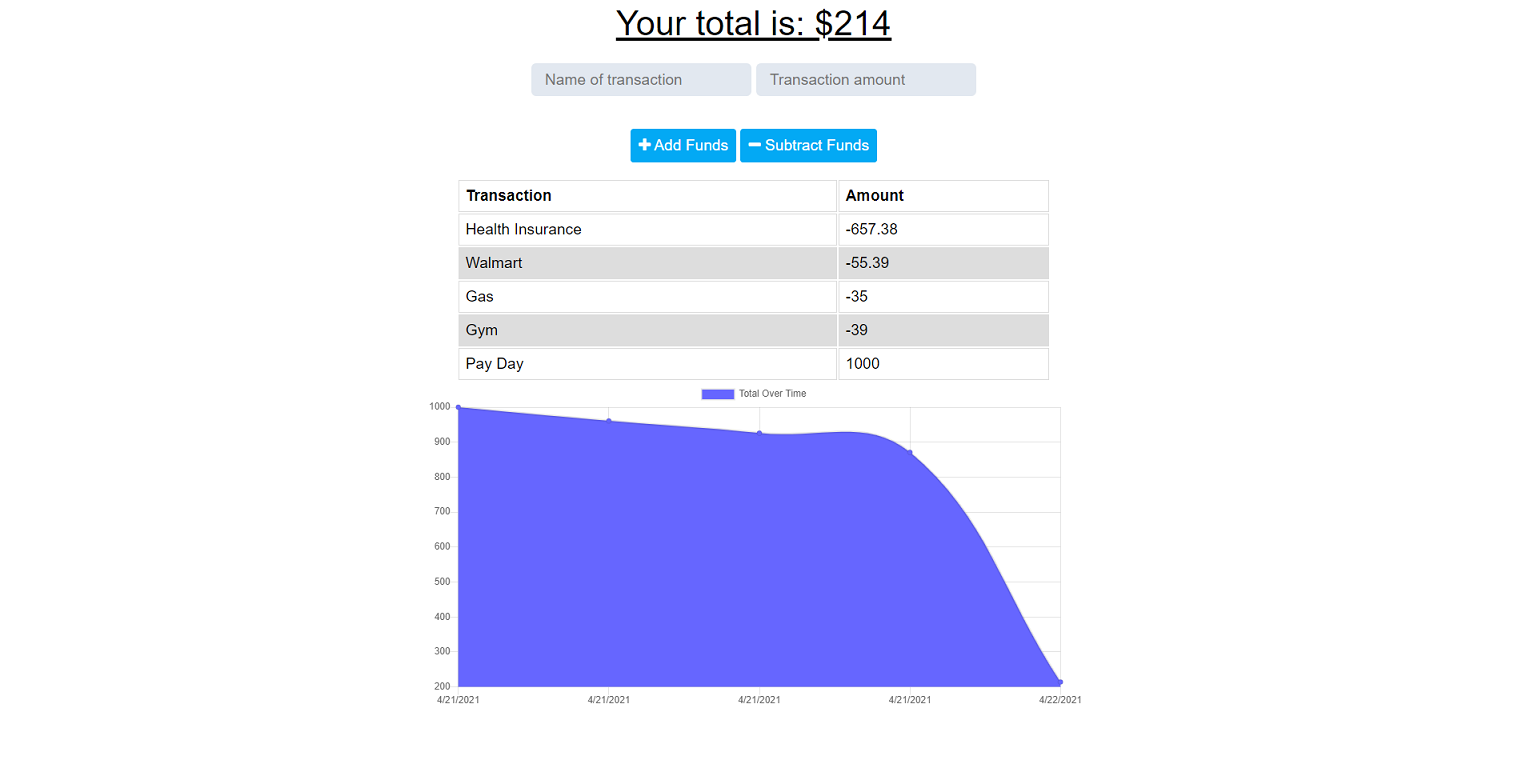 Your total is: $214
Name of transaction Transaction amount
Add Funds Subtract Funds
Transaction Amount
Health Insurance -657.38
Walmart -55.39
Gas -35
Gym -39
Pay Day 1000
Total Over Time
1000
900
800
700
600
500
400
300
200
4/21/2021 4/21/2021 4/21/2021 4/21/2021 4/22/2021